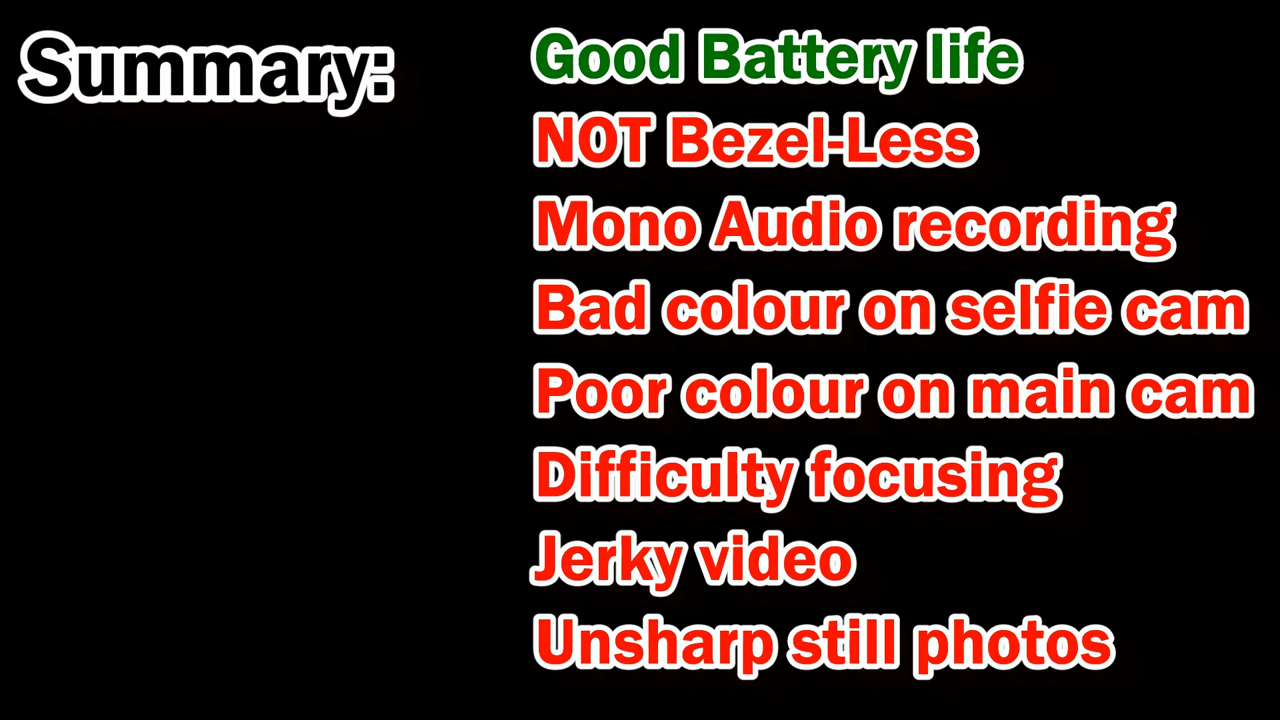 Summary:
Good Battery life
NOT Bezel-Less
Mono Audio recording
Bad colour on selfie cam
Poor colour on main cam
Difficulty focusing
Jerky video
Unsharp still photos